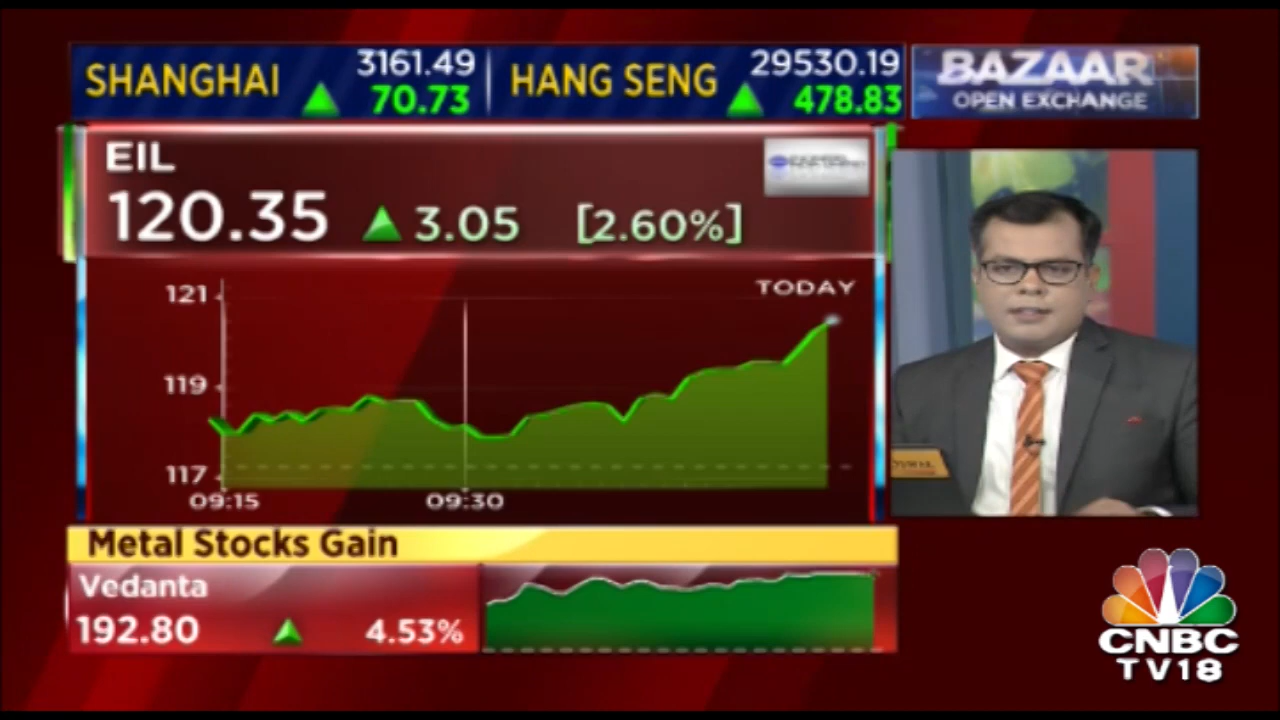 SHANGHAI 3161.49 70.73
HANG SENG 29530.19 478.83
BAZAAR
OPEN EXCHANGE
EIL
120.35 3.05 [2.60%]
TODAY
121
119
117
09:15 09:30
Metal Stocks Gain
Vedanta
192.80 4.53%
CNBC
TV18